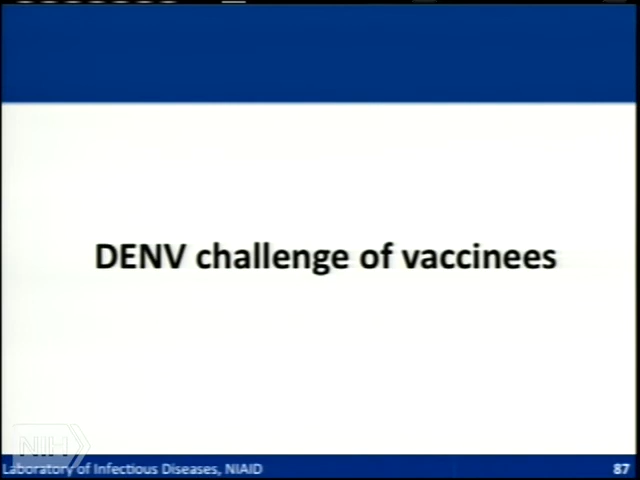 DENV challenge of vaccinees
NIH
Laboratory of Infectious Diseases, NIAID
87